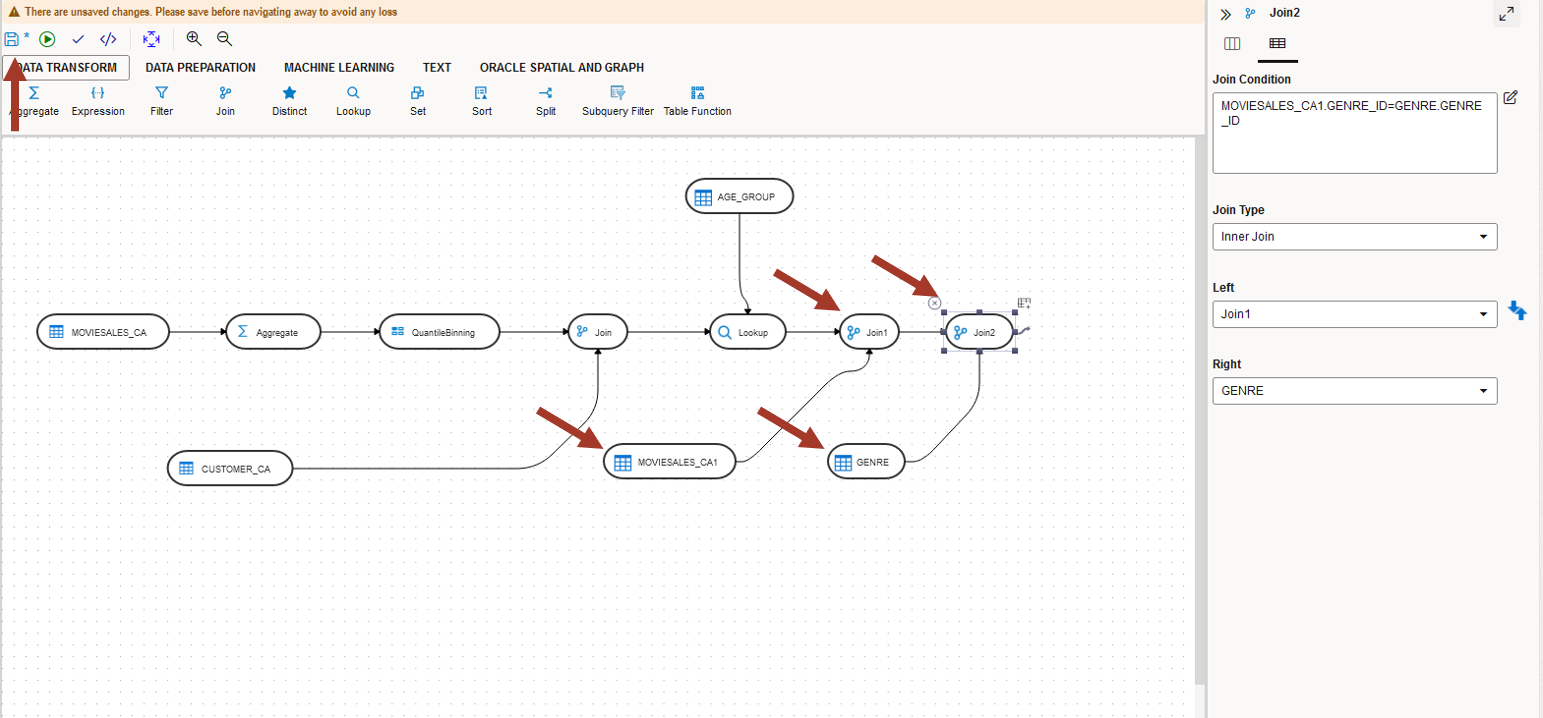 There are unsaved changes. Please save before navigating away to avoid any loss
*
DATA TRANSFORM DATA PREPARATION MACHINE LEARNING TEXT ORACLE SPATIAL AND GRAPH
Aggregate Expression Filter Join Distinct Lookup Set Sort Split Subquery Filter Table Function
AGE_GROUP
MOVIESALES_CA Aggregate QuantileBinning Join Lookup Join1 Join2
CUSTOMER_CA MOVIESALES_CA1 GENRE
Join2
Join Condition
MOVIESALES_CA1.GENRE_ID=GENRE.GENRE
_ID
Join Type
Inner Join
Left
Join1
Right
GENRE